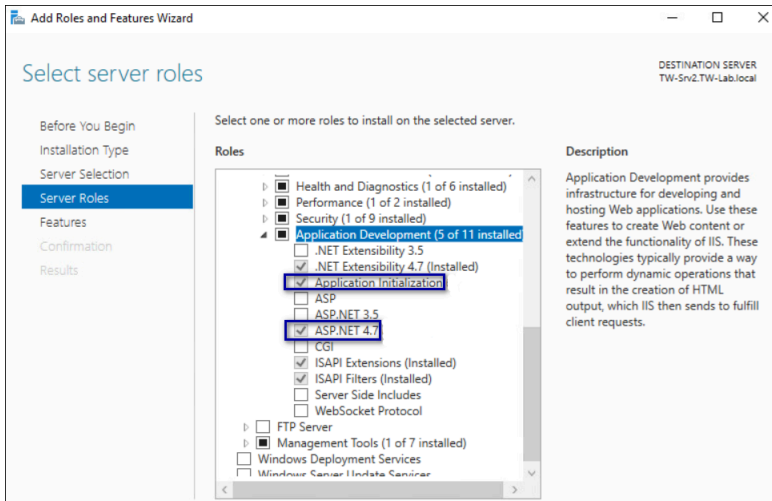 Add Roles and Features Wizard
Select server roles
DESTINATION SERVER
TW-Srv2.TW-Lab.local
Before You Begin
Installation Type
Server Selection
Server Roles
Features
Confirmation
Results
Select one or more roles to install on the selected server.
Roles
Health and Diagnostics (1 of 6 installed)
Performance (1 of 2 installed)
Security (1 of 9 installed)
Application Development (5 of 11 installed
.NET Extensibility 3.5
.NET Extensibility 4.7 (Installed)
Application Initialization
ASP
ASP.NET 3.5
ASP.NET 4.7
CGI
ISAPI Extensions (Installed)
ISAPI Filters (Installed)
Server Side Includes
WebSocket Protocol
FTP Server
Management Tools (1 of 7 installed)
Windows Deployment Services
Windows Server Update Services
Description
Application Development provides
infrastructure for developing and
hosting Web applications. Use these
features to create Web content or
extend the functionality of IIS. These
technologies typically provide a way
to perform dynamic operations that
result in the creation of HTML
output, which IIS then sends to fulfill
client requests.